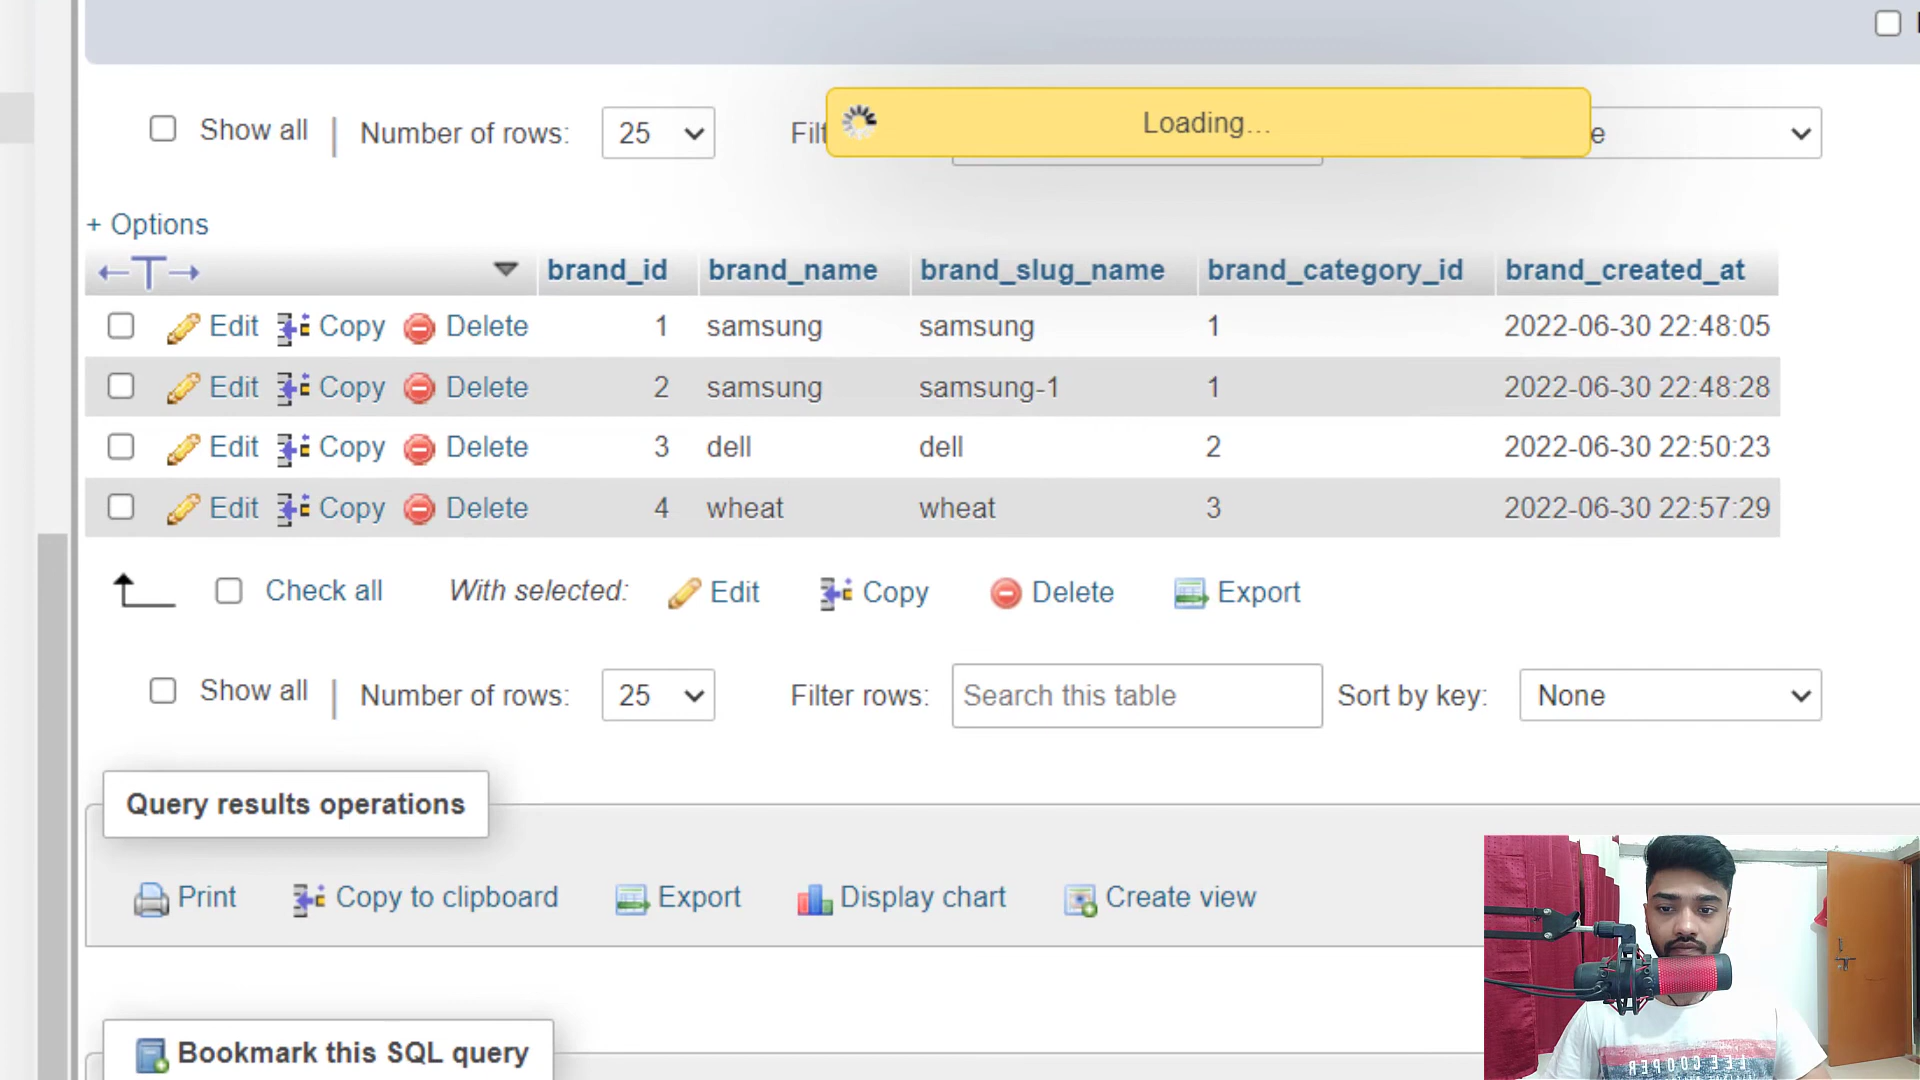 Show all | Number of rows: 25 Filt Loading... e
+ Options
←T→ brand_id brand_name brand_slug_name brand_category_id brand_created_at
Edit Copy Delete 1 samsung samsung 1 2022-06-30 22:48:05
Edit Copy Delete 2 samsung samsung-1 1 2022-06-30 22:48:28
Edit Copy Delete 3 dell dell 2 2022-06-30 22:50:23
Edit Copy Delete 4 wheat wheat 3 2022-06-30 22:57:29
Check all With selected: Edit Copy Delete Export
Show all | Number of rows: 25 Filter rows: Search this table Sort by key: None
Query results operations
Print Copy to clipboard Export Display chart Create view
Bookmark this SQL query
LEE COOPER